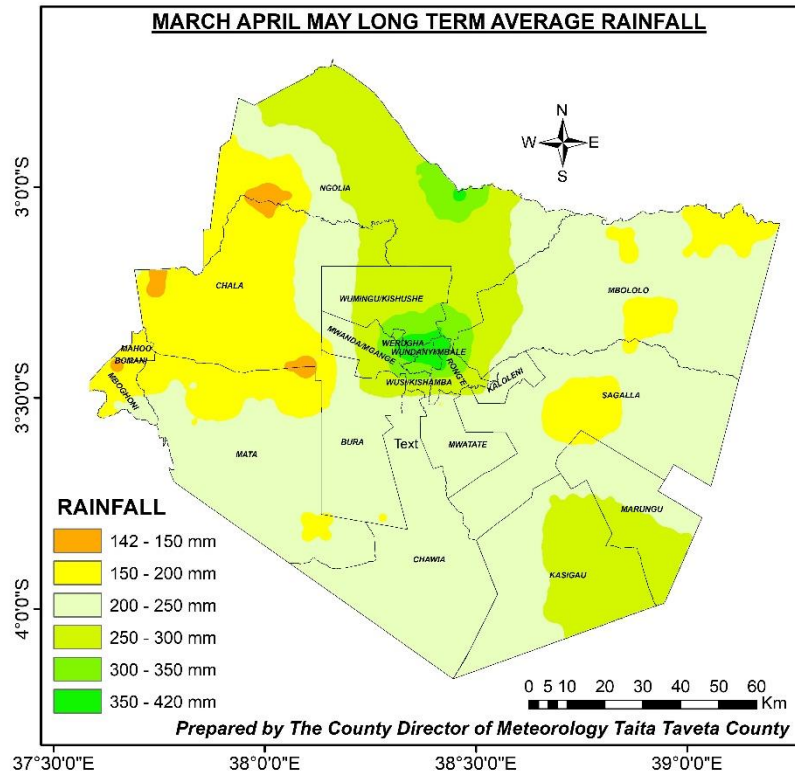 MARCH APRIL MAY LONG TERM AVERAGE RAINFALL
N
W E
S
3°0'0"S
3°30'0"S
4°0'0"S
NGOLIA
CHALA
MBOLOLO
WUMINGU/KISHUSHE
MWANDA/MGANGE
WERUGHA
WUNDANYI/MBALE
MAHOO
BOMANI
MBOGHONI
RONG'E
WUSI/KISHAMBA
KALOLENI
SAGALLA
MATA
BURA
Text
MWATATE
MARUNGU
CHAWIA
KASIGAU
RAINFALL
142 - 150 mm
150 - 200 mm
200 - 250 mm
250 - 300 mm
300 - 350 mm
350 - 420 mm
0 5 10 20 30 40 50 60
Km
Prepared by The County Director of Meteorology Taita Taveta County
37°30'0"E 38°0'0"E 38°30'0"E 39°0'0"E